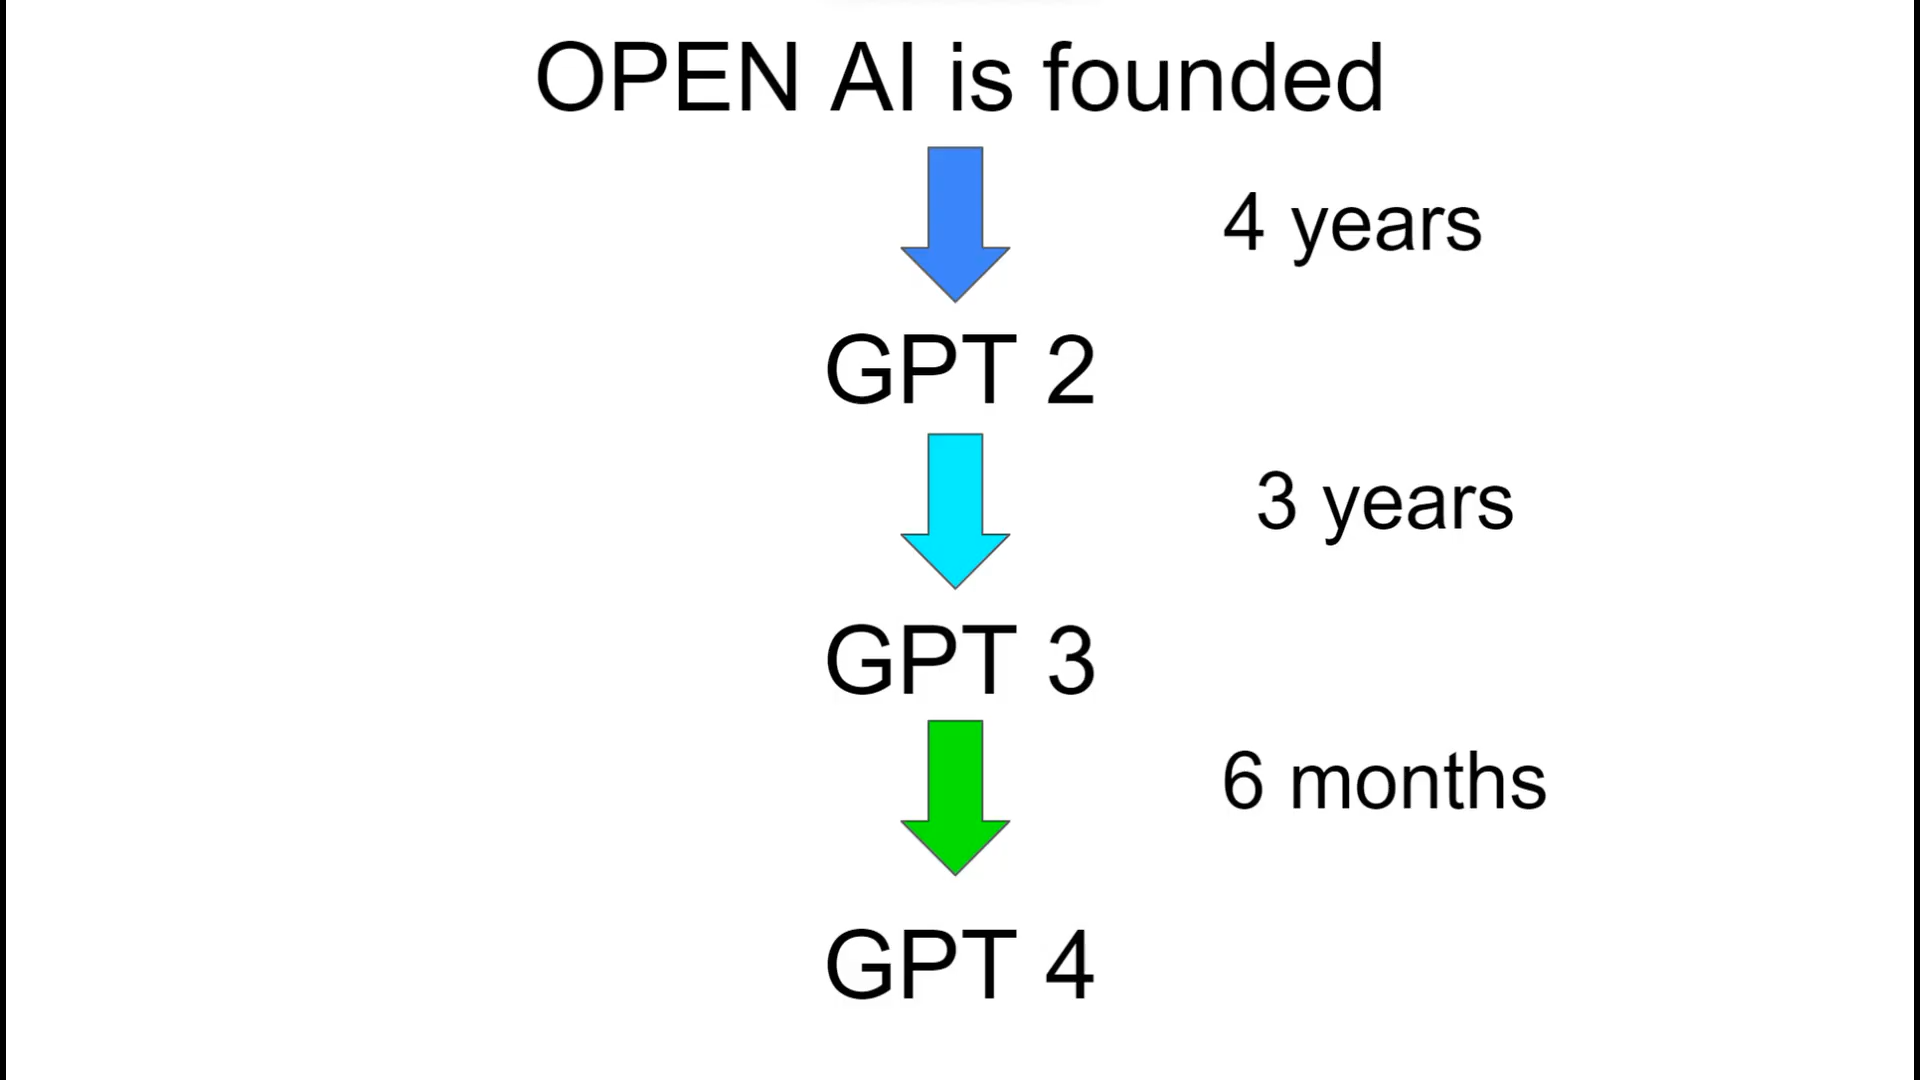 OPEN AI is founded
4 years
GPT 2
3 years
GPT 3
6 months
GPT 4